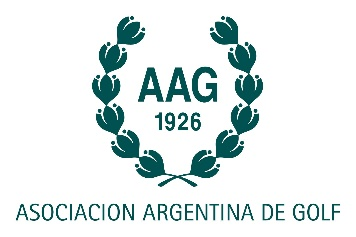 AAG
1926
ASOCIACION ARGENTINA DE GOLF